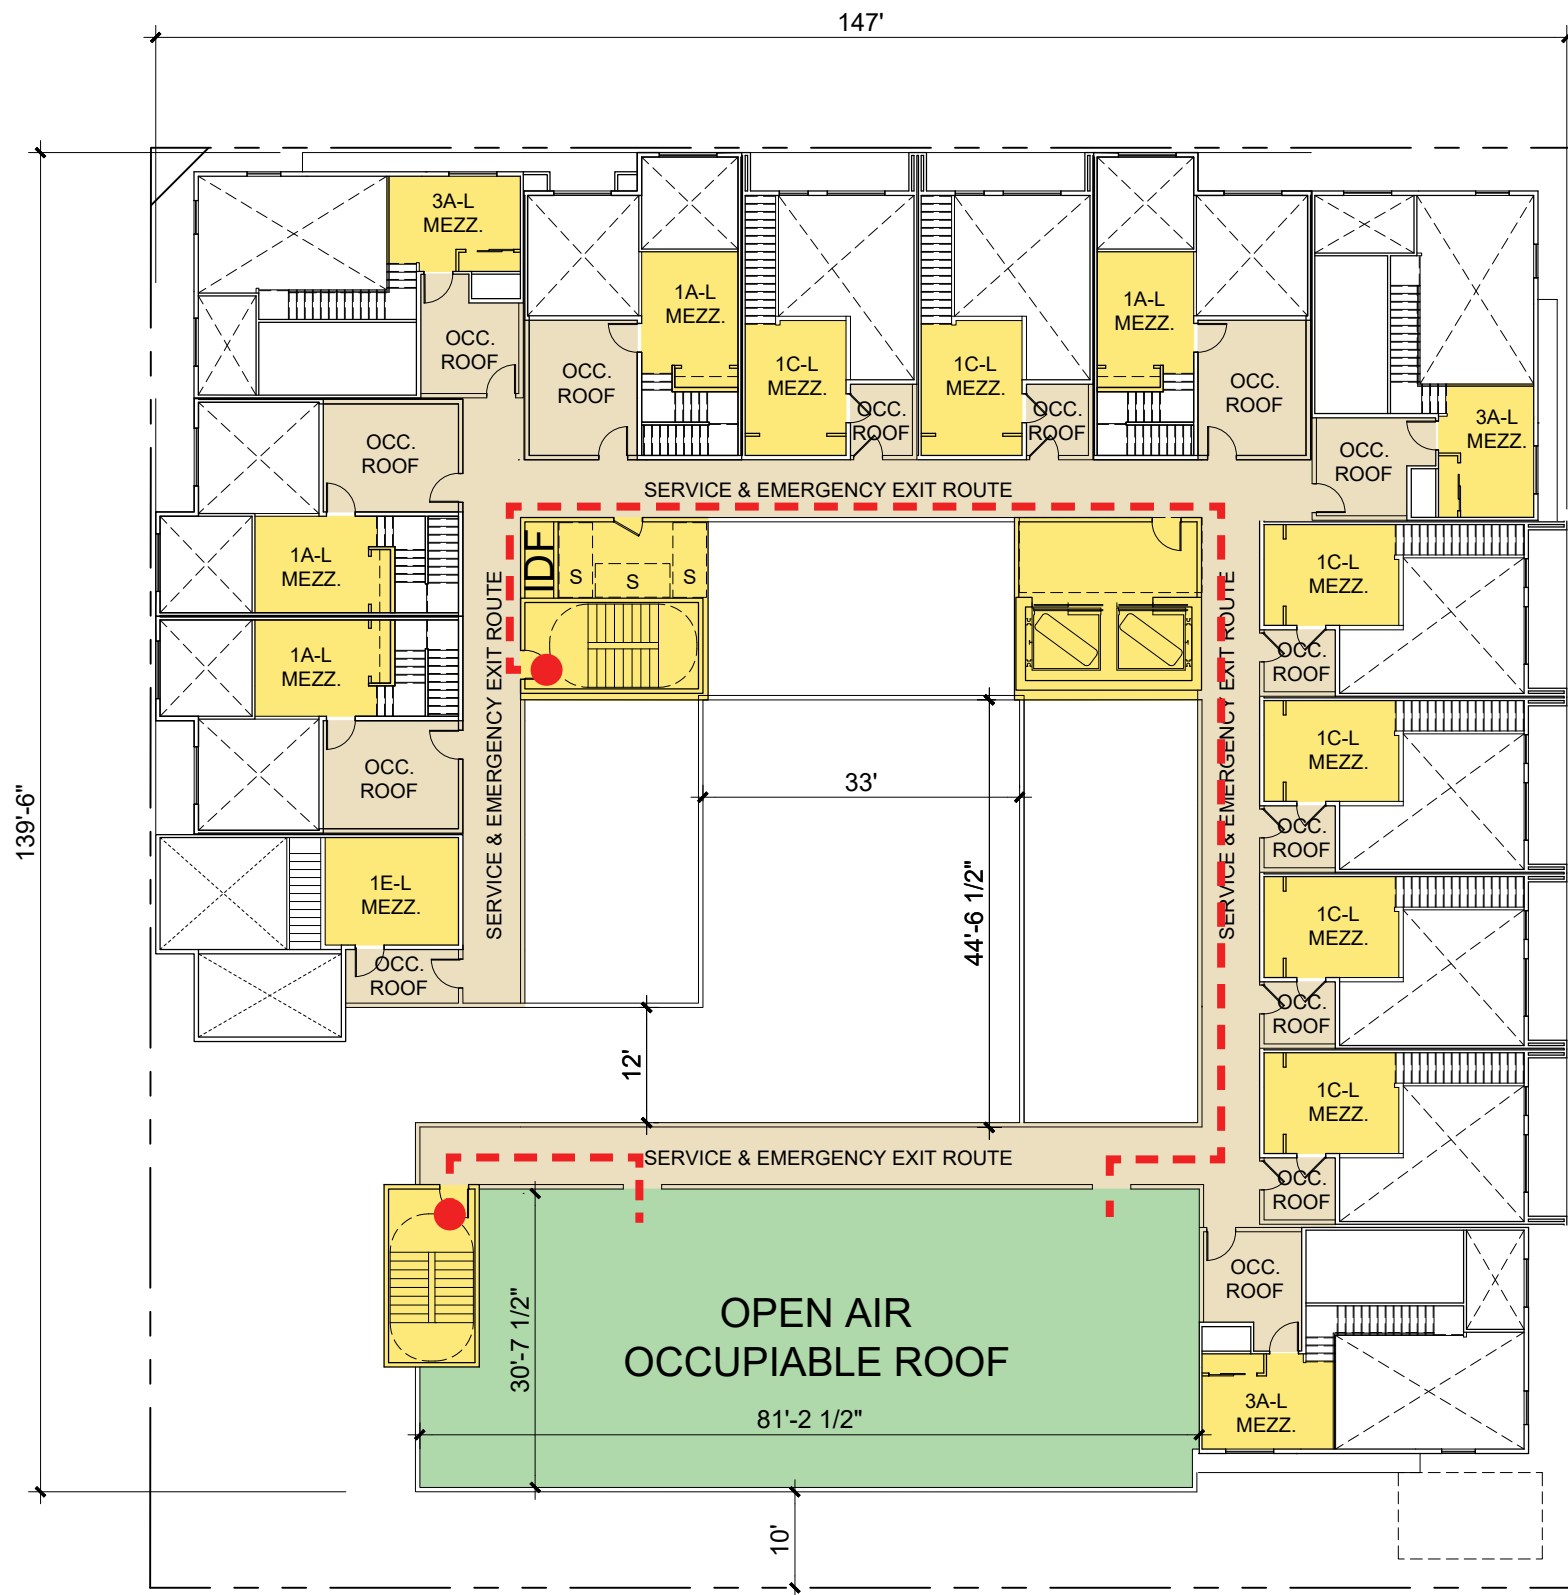 147'
139'-6"
3A-L
MEZZ.
OCC.
ROOF
OCC.
ROOF
1A-L
MEZZ.
1C-L
MEZZ.
OCC.
ROOF
1C-L
MEZZ.
OCC.
ROOF
1A-L
MEZZ.
OCC.
ROOF
3A-L
MEZZ.
OCC.
ROOF
OCC.
ROOF
SERVICE & EMERGENCY EXIT ROUTE
IDF
S
S
S
1A-L
MEZZ.
1A-L
MEZZ.
OCC.
ROOF
1E-L
MEZZ.
OCC.
ROOF
SERVICE & EMERGENCY EXIT ROUTE
33'
44'-6 1/2"
12'
SERVICE & EMERGENCY EXIT ROUTE
1C-L
MEZZ.
OCC.
ROOF
1C-L
MEZZ.
OCC.
ROOF
1C-L
MEZZ.
OCC.
ROOF
1C-L
MEZZ.
OCC.
ROOF
SERVICE & EMERGENCY EXIT ROUTE
OPEN AIR
OCCUPIABLE ROOF
30'-7 1/2"
81'-2 1/2"
OCC.
ROOF
3A-L
MEZZ.
10'